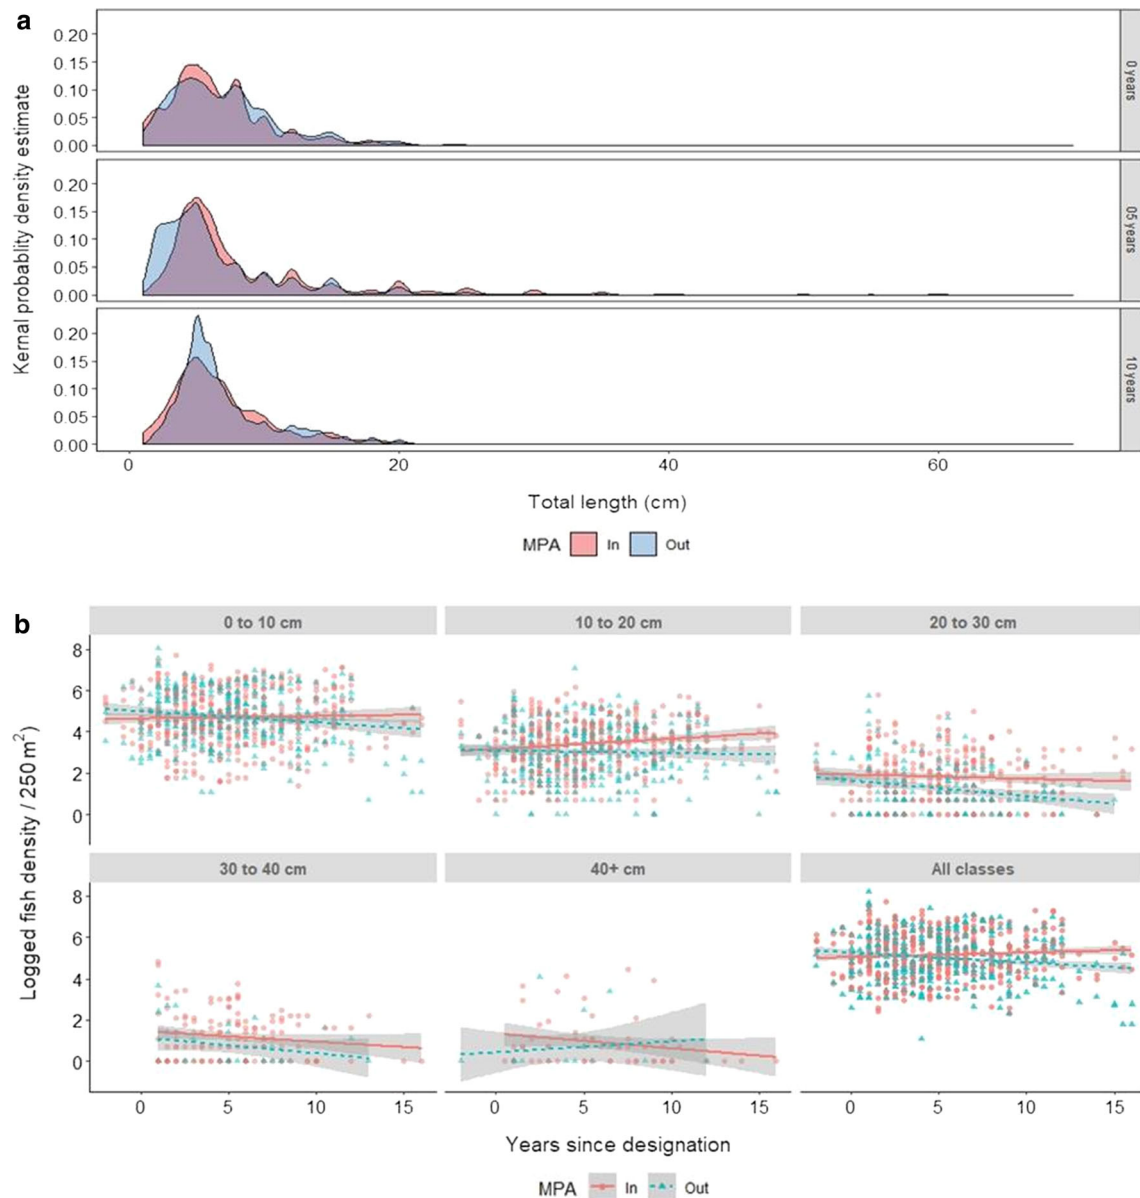 a
Kernal probablity density estimate
0.20
0.15
0.10
0.05
0.00
0 years
0.20
0.15
0.10
0.05
0.00
05 years
0.20
0.15
0.10
0.05
0.00
10 years
0 20 40 60
Total length (cm)
MPA In Out
b
Logged fish density / 250 m²
0 to 10 cm 10 to 20 cm 20 to 30 cm
8
6
4
2
0
30 to 40 cm 40+ cm All classes
8
6
4
2
0
0 5 10 15 0 5 10 15 0 5 10 15
Years since designation
MPA In Out